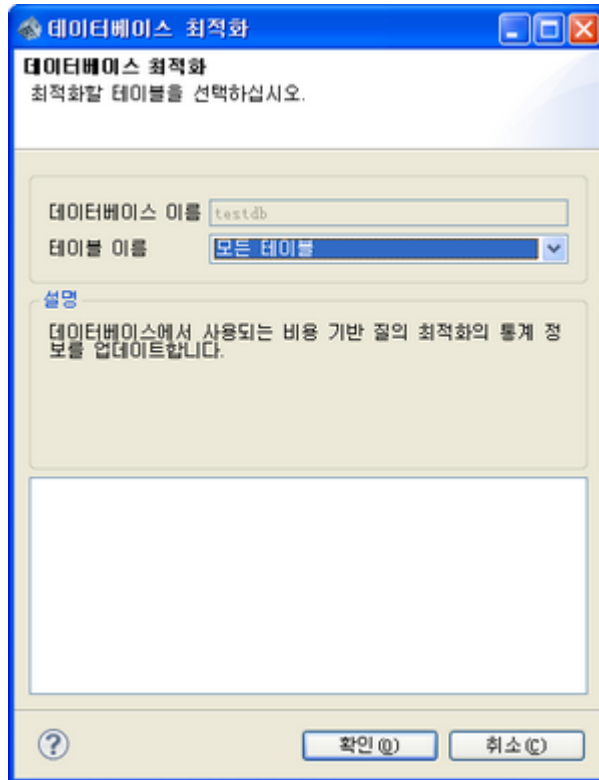 데이터베이스 최적화
데이터베이스 최적화
최적화할 테이블을 선택하십시오.
데이터베이스 이름 testdb
테이블 이름 모든 테이블
설명
데이터베이스에서 사용되는 비용 기반 질의 최적화의 통계 정
보를 업데이트합니다.
?
확인(O) 취소(C)